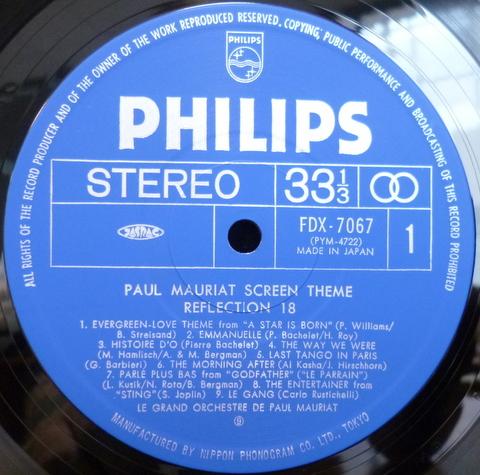 ALL RIGHTS OF THE RECORD PRODUCER AND OF THE OWNER OF THE WORK REPRODUCED RESERVED. COPYING, PUBLIC PERFORMANCE AND BROADCASTING OF THIS RECORD PROHIBITED
PHILIPS
PHILIPS
STEREO 33 1/3
JASRAC FDX-7067 1
(PYM-4722)
MADE IN JAPAN
PAUL MAURIAT SCREEN THEME
REFLECTION 18
1. EVERGREEN-LOVE THEME from "A STAR IS BORN" (P. Williams/
B. Streisand) 2. EMMANUELLE (P. Bachelet/H. Roy)
3. HISTOIRE D'O (Pierre Bachelet) 4. THE WAY WE WERE
(M. Hamlisch/A. & M. Bergman) 5. LAST TANGO IN PARIS
(G. Barbieri) 6. THE MORNING AFTER (Al Kasha/J. Hirschhorn)
7. PARLE PLUS BAS from "GODFATHER" ("LE PARRAIN")
(L. Kutik/N. Rota/B. Bergman) 8. THE ENTERTAINER from
"STING" (S. Joplin) 9. LE GANG (Carlo Rustichelli)
LE GRAND ORCHESTRE DE PAUL MAURIAT
Ⓟ
MANUFACTURED BY NIPPON PHONOGRAM CO. LTD., TOKYO